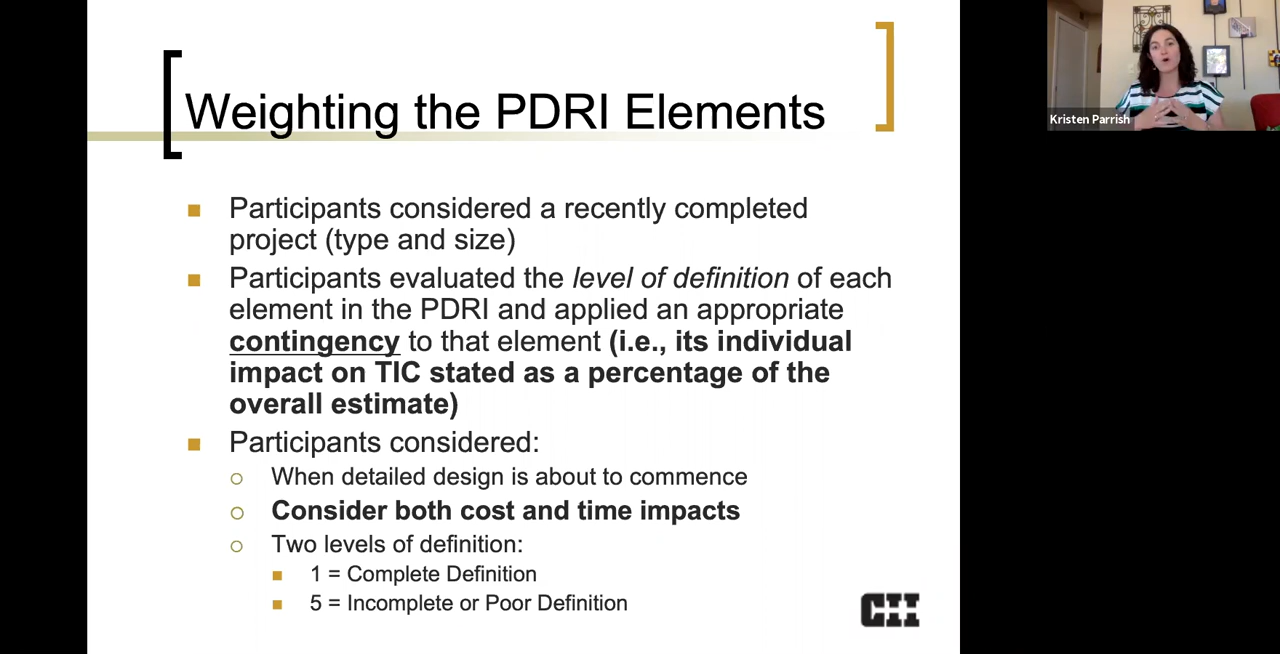 Weighting the PDRI Elements
Kristen Parrish
Participants considered a recently completed
project (type and size)
Participants evaluated the level of definition of each
element in the PDRI and applied an appropriate
contingency to that element (i.e., its individual
impact on TIC stated as a percentage of the
overall estimate)
Participants considered:
When detailed design is about to commence
Consider both cost and time impacts
Two levels of definition:
1 = Complete Definition
5 = Incomplete or Poor Definition
CII